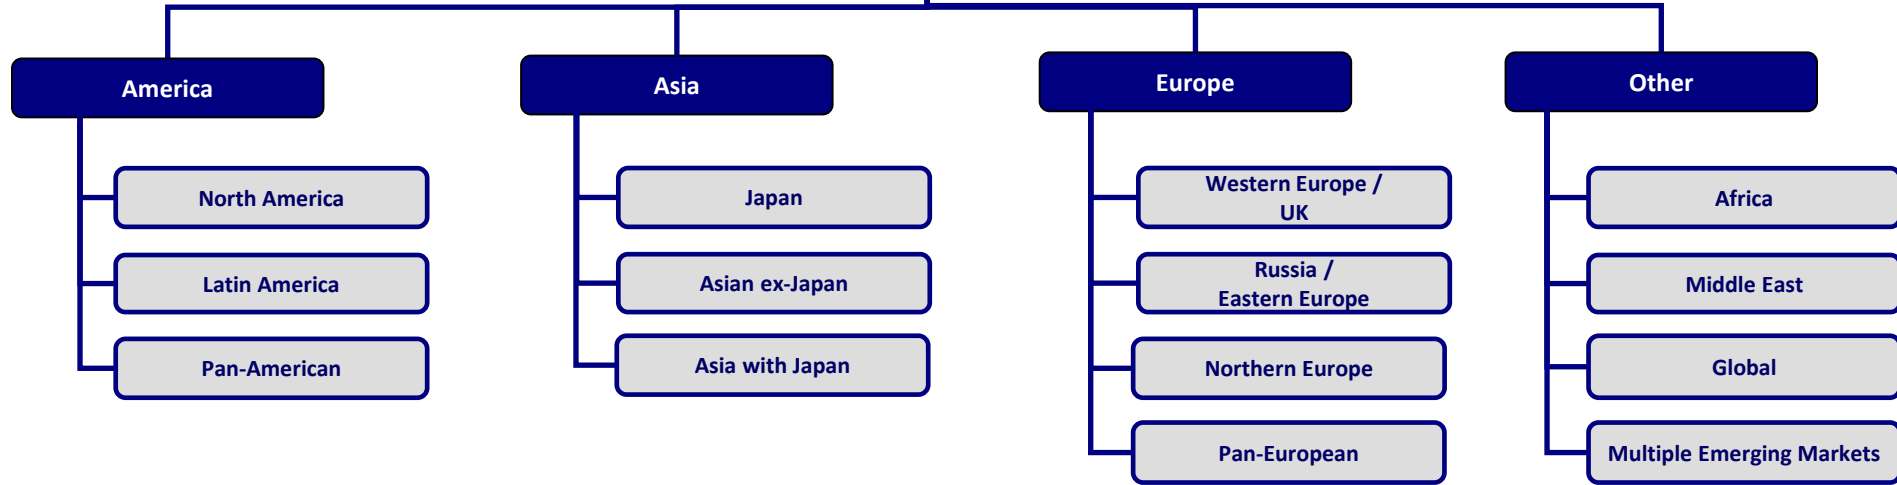 America
North America
Latin America
Pan-American
Asia
Japan
Asian ex-Japan
Asia with Japan
Europe
Western Europe /
UK
Russia /
Eastern Europe
Northern Europe
Pan-European
Other
Africa
Middle East
Global
Multiple Emerging Markets